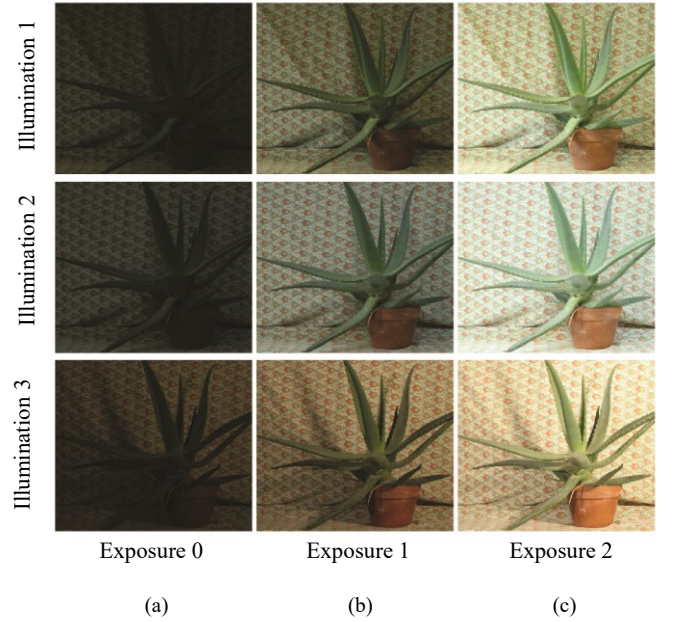 Illumination 1
Illumination 2
Illumination 3
Exposure 0
Exposure 1
Exposure 2
(a)
(b)
(c)